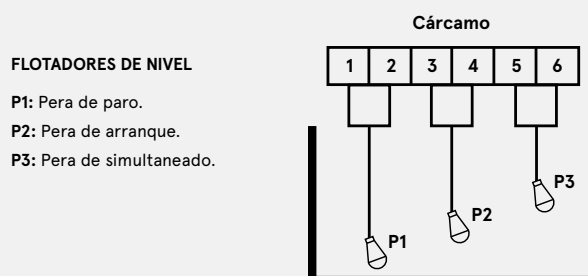 Cárcamo
FLOTADORES DE NIVEL
1 2 3 4 5 6
P1: Pera de paro.
P2: Pera de arranque.
P3: Pera de simultaneado.
P3
P2
P1